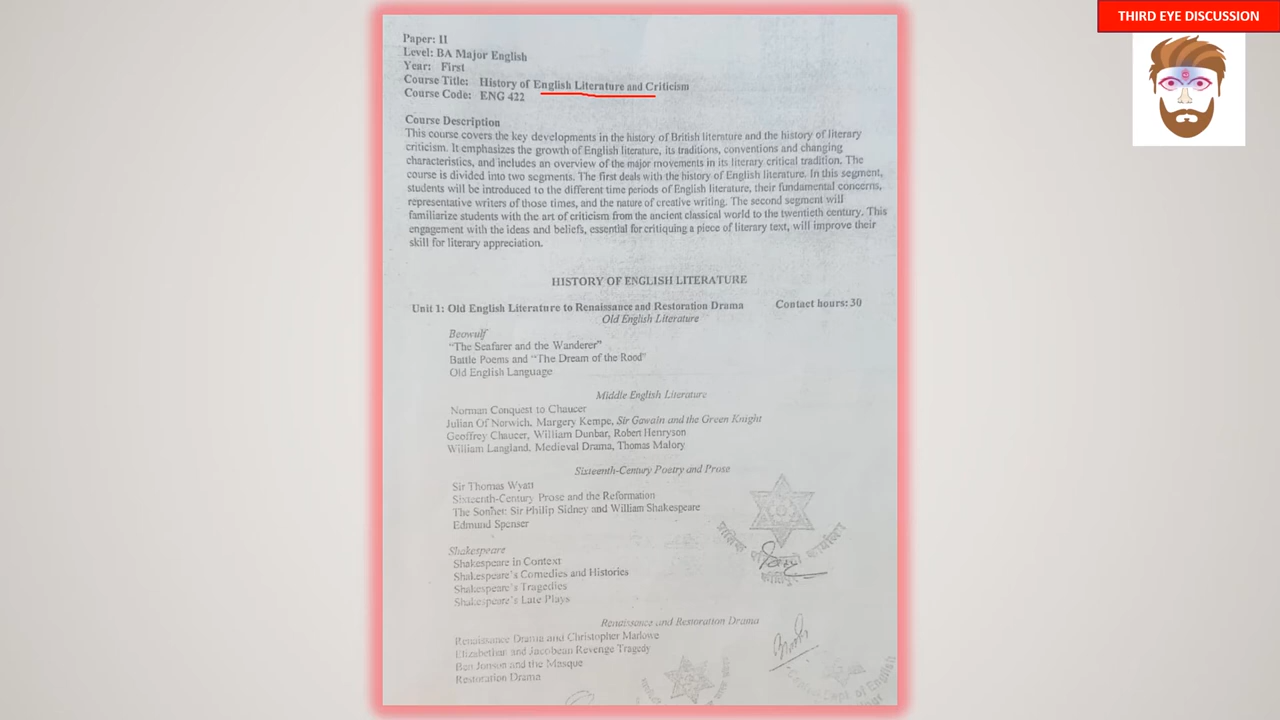 THIRD EYE DISCUSSION
Paper: II
Level: BA Major English
Year: First
Course Title: History of English Literature and Criticism
Course Code: ENG 422
Course Description
This course covers the key developments in the history of British literature and the history of literary
criticism. It emphasizes the growth of English literature, its traditions, conventions and changing
characteristics, and includes an overview of the major movements in its literary critical tradition. The
course is divided into two segments. The first deals with the history of English literature. In this segment,
students will be introduced to the different time periods of English literature, their fundamental concerns,
representative writers of those times, and the nature of creative writing. The second segment will
familiarize students with the art of criticism from the ancient classical world to the twentieth century. This
engagement with the ideas and beliefs, essential for critiquing a piece of literary text, will improve their
skill for literary appreciation.
HISTORY OF ENGLISH LITERATURE
Unit 1: Old English Literature to Renaissance and Restoration Drama Contact hours: 30
Old English Literature
Beowulf
"The Seafarer and the Wanderer"
Battle Poems and "The Dream of the Rood"
Old English Language
Middle English Literature
Norman Conquest to Chaucer
Julian Of Norwich, Margery Kempe, Sir Gawain and the Green Knight
Geoffrey Chaucer, William Dunbar, Robert Henryson
William Langland, Medieval Drama, Thomas Malory
Sixteenth-Century Poetry and Prose
Sir Thomas Wyatt
Sixteenth-Century Prose and the Reformation
The Sonnet: Sir Philip Sidney and William Shakespeare
Edmund Spenser
Shakespeare
Shakespeare in Context
Shakespeare's Comedies and Histories
Shakespeare's Tragedies
Shakespeare's Late Plays
Renaissance and Restoration Drama
Renaissance Drama and Christopher Marlowe
Elizabethan and Jacobean Revenge Tragedy
Ben Jonson and the Masque
Restoration Drama
Dept. of English